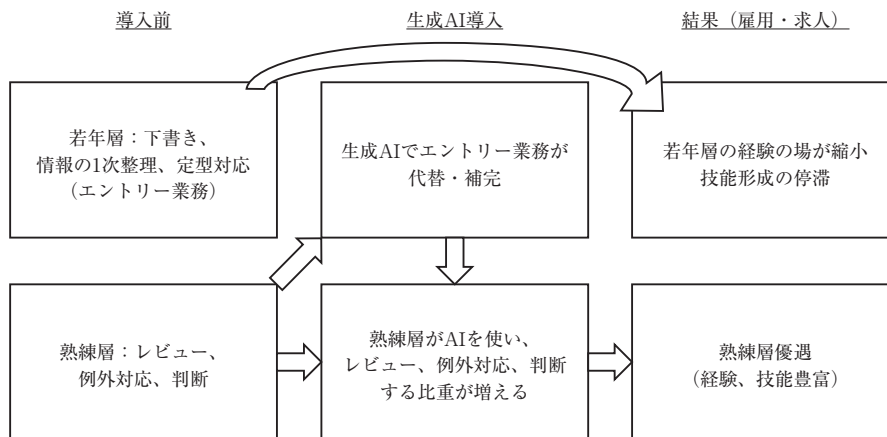 導入前
生成AI導入
結果（雇用・求人）
若年層：下書き、
情報の1次整理、定型対応
（エントリー業務）
生成AIでエントリー業務が
代替・補完
若年層の経験の場が縮小
技能形成の停滞
熟練層：レビュー、
例外対応、判断
熟練層がAIを使い、
レビュー、例外対応、判断
する比重が増える
熟練層優遇
（経験、技能豊富）